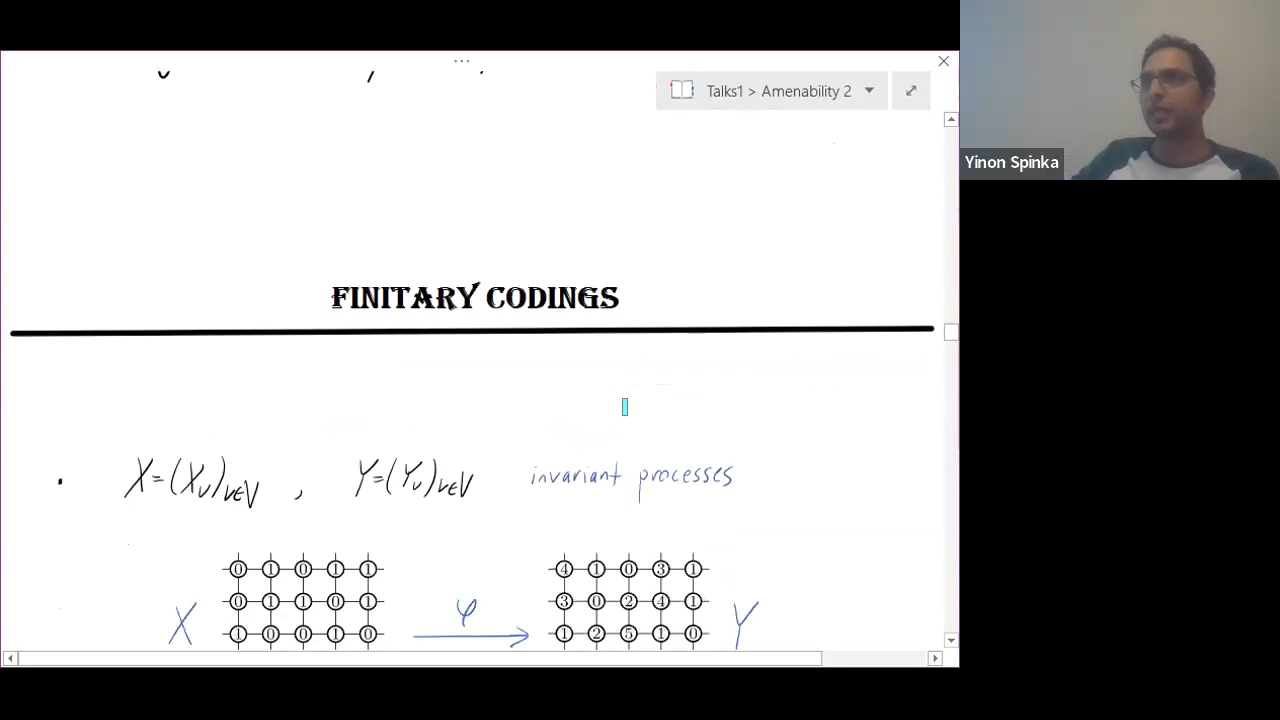 Talks1 > Amenability 2
Yinon Spinka
FINITARY CODINGS
X=(Xᵥ)ᵥ∈V , Y=(Yᵥ)ᵥ∈V invariant processes
0 1 0 1 1 4 1 0 3 1
0 1 1 0 1 3 0 2 4 1
X φ Y
1 0 0 1 0 1 2 5 1 0